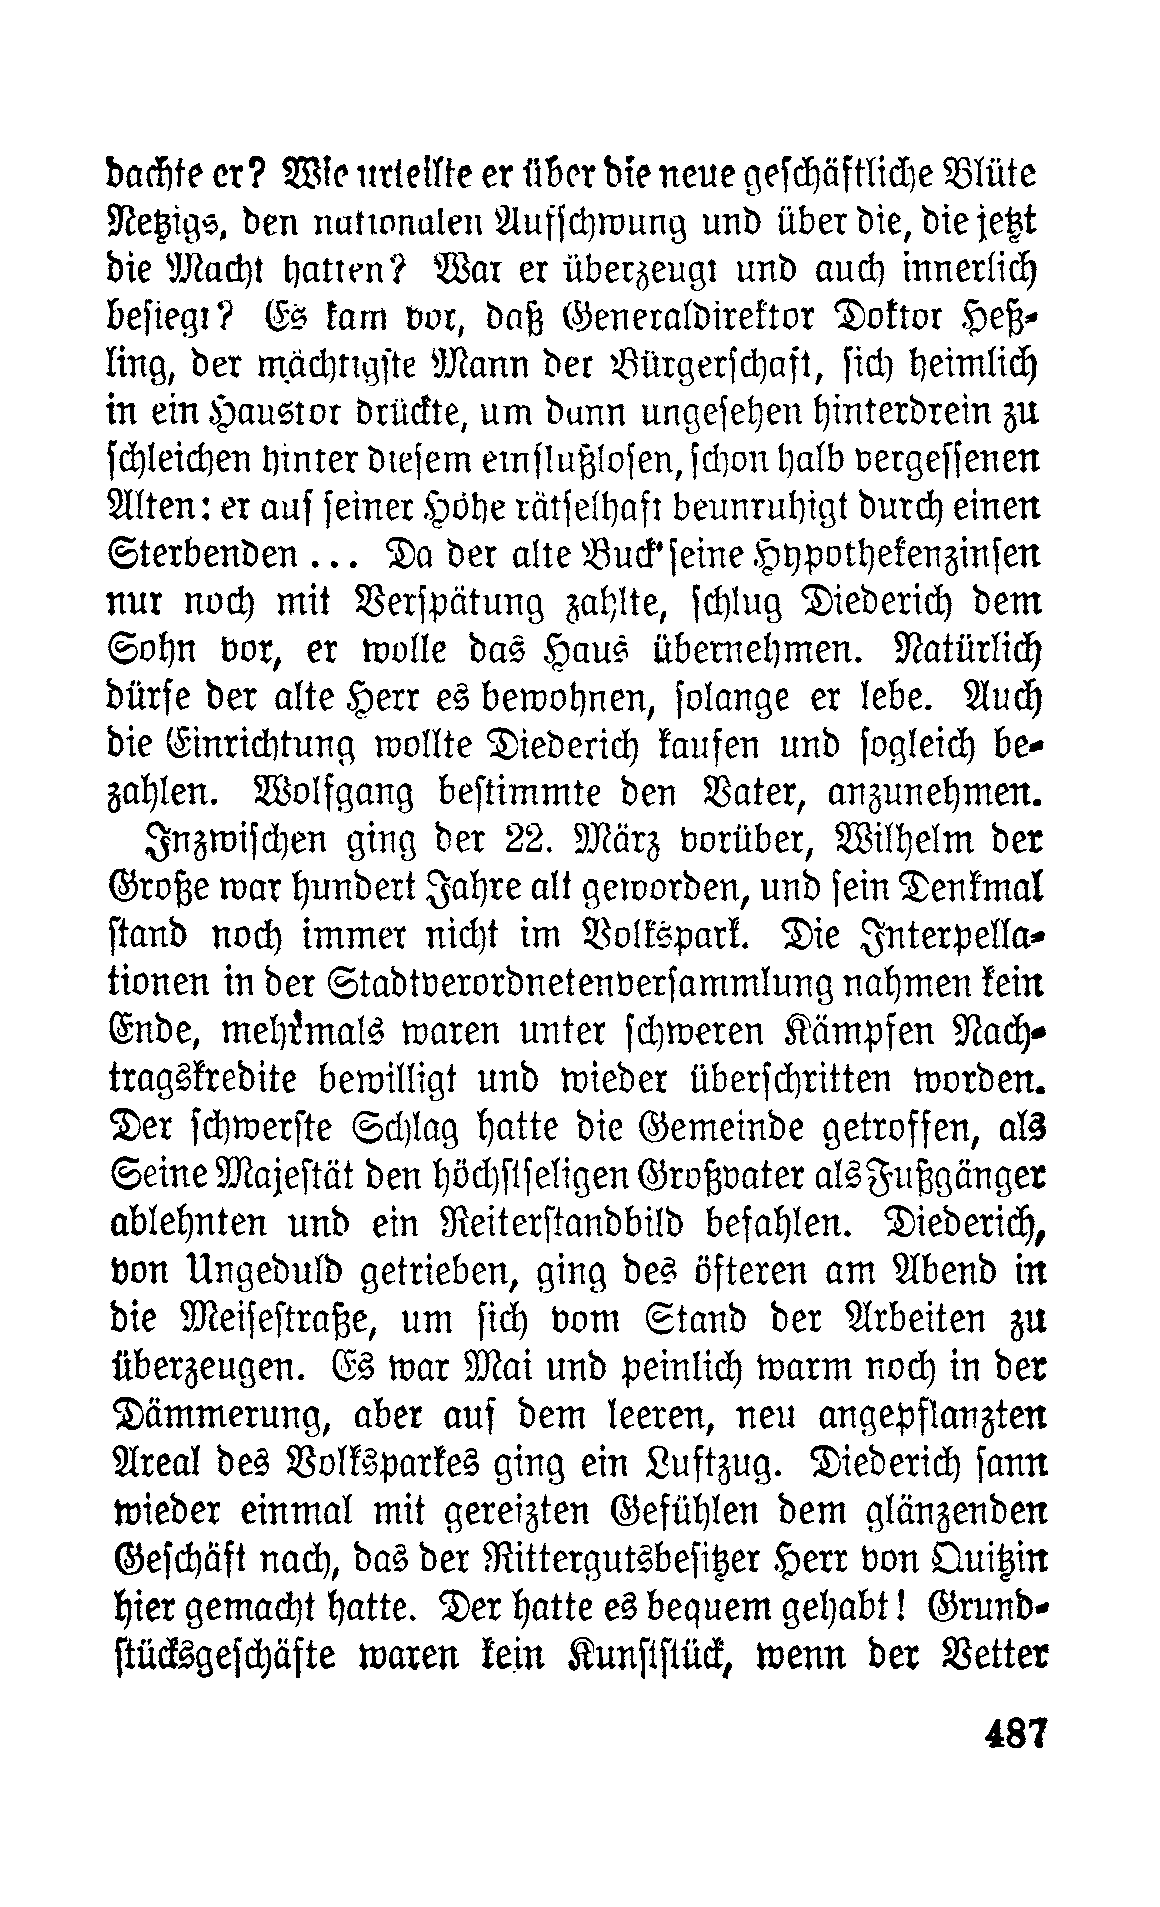 dachte er? Wie urteilte er über die neue geschäftliche Blüte
Netzigs, den nationalen Aufschwung und über die, die jetzt
die Macht hatten? War er überzeugt und auch innerlich
besiegt? Es kam vor, daß Generaldirektor Doktor Heß-
ling, der mächtigste Mann der Bürgerschaft, sich heimlich
in ein Haustor drückte, um dann ungesehen hinterdrein zu
schleichen hinter diesem einflußlosen, schon halb vergessenen
Alten: er auf seiner Höhe rätselhaft beunruhigt durch einen
Sterbenden ... Da der alte Buck seine Hypothekenzinsen
nur noch mit Verspätung zahlte, schlug Diederich dem
Sohn vor, er wolle das Haus übernehmen. Natürlich
dürfe der alte Herr es bewohnen, solange er lebe. Auch
die Einrichtung wollte Diederich kaufen und sogleich be-
zahlen. Wolfgang bestimmte den Vater, anzunehmen.
Inzwischen ging der 22. März vorüber, Wilhelm der
Große war hundert Jahre alt geworden, und sein Denkmal
stand noch immer nicht im Volkspark. Die Interpella-
tionen in der Stadtverordnetenversammlung nahmen kein
Ende, mehrmals waren unter schweren Kämpfen Nach-
tragskredite bewilligt und wieder überschritten worden.
Der schwerste Schlag hatte die Gemeinde getroffen, als
Seine Majestät den höchstseligen Großvater als Fußgänger
ablehnten und ein Reiterstandbild befahlen. Diederich,
von Ungeduld getrieben, ging des öfteren am Abend in
die Meisestraße, um sich vom Stand der Arbeiten zu
überzeugen. Es war Mai und peinlich warm noch in der
Dämmerung, aber auf dem leeren, neu angepflanzten
Areal des Volksparkes ging ein Luftzug. Diederich sann
wieder einmal mit gereizten Gefühlen dem glänzenden
Geschäft nach, das der Rittergutsbesitzer Herr von Quitzin
hier gemacht hatte. Der hatte es bequem gehabt! Grund-
stücksgeschäfte waren kein Kunststück, wenn der Vetter
487